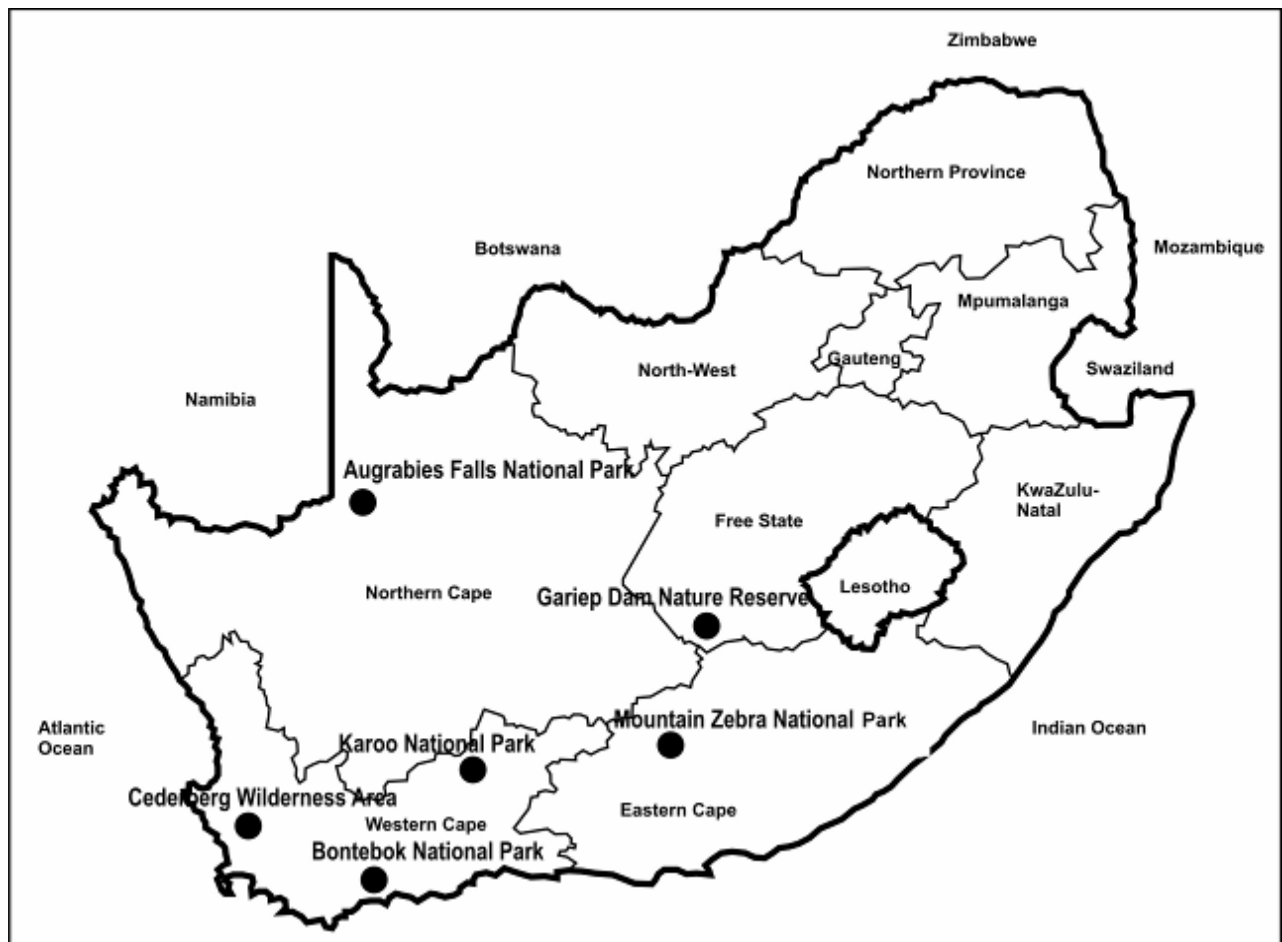 Zimbabwe
Northern Province
Botswana
Mozambique
Mpumalanga
Gauteng
North-West
Swaziland
Namibia
Augrabies Falls National Park
KwaZulu-
Natal
Free State
Lesotho
Northern Cape
Gariep Dam Nature Reserve
Mountain Zebra National Park
Atlantic
Ocean
Indian Ocean
Karoo National Park
Cederberg Wilderness Area
Eastern Cape
Western Cape
Bontebok National Park